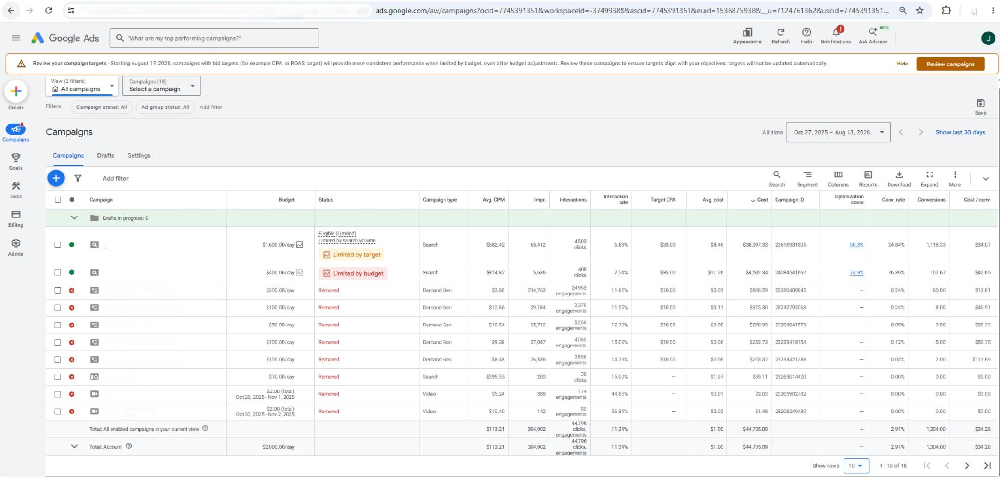 ads.google.com/aw/campaigns?ocid=7745391351&workspaceId=-37499388&ascid=7745391351&euid=1536875938&__u=7124761362&uscid=7745391351...
Google Ads
"What are my top performing campaigns?"
Appearance
Refresh
Help
Notifications
!
Ask Advisor
BETA
J
Review your campaign targets - Starting August 17, 2026, campaigns with bid targets (for example CPA, or ROAS target) will provide more consistent performance when limited by budget, even after budget adjustments. Review these campaigns to ensure targets align with your objectives; targets will not be updated automatically.
Hide
Review campaigns
Create
Campaigns
Goals
Tools
Billing
Admin
View (2 filters)
All campaigns
Campaigns (18)
Select a campaign
Filters
Campaign status: All
Ad group status: All
Add filter
Save
Campaigns
All time
Oct 27, 2025 – Aug 13, 2026
Show last 30 days
Campaigns
Drafts
Settings
Add filter
Search
Segment
Columns
Reports
Download
Expand
More
Campaign Budget Status Campaign type Avg. CPM Impr. Interactions Interaction rate Target CPA Avg. cost Cost Campaign ID Optimization score Conv. rate Conversions Cost / conv.
Drafts in progress: 0
$1,600.00/day Eligible (Limited) Limited by search volume Limited by target Search $582.42 65,412 4,503 clicks 6.88% $33.00 $8.46 $38,097.33 23615931505 50.3% 24.84% 1,118.33 $34.07
$400.00/day Limited by budget Search $814.82 5,636 408 clicks 7.24% $35.00 $11.26 $4,592.34 24084541662 74.9% 26.39% 107.67 $42.65
$200.00/day Removed Demand Gen $3.86 214,763 24,963 engagements 11.62% $10.00 $0.03 $828.59 23280409845 – 0.24% 60.00 $13.81
$100.00/day Removed Demand Gen $12.86 29,184 3,370 engagements 11.55% $10.00 $0.11 $375.30 23242792063 – 0.24% 8.00 $46.91
$50.00/day Removed Demand Gen $10.54 25,712 3,266 engagements 12.70% $10.00 $0.08 $270.99 23209041573 – 0.09% 3.00 $90.33
$100.00/day Removed Demand Gen $9.38 27,047 4,065 engagements 15.03% $10.00 $0.06 $253.73 23233418154 – 0.12% 5.00 $50.75
$100.00/day Removed Demand Gen $8.48 26,336 3,896 engagements 14.79% $10.00 $0.06 $223.37 23233421238 – 0.05% 2.00 $111.69
$10.00/day Removed Search $295.55 200 30 clicks 15.00% – $1.97 $59.11 23269014420 – 0.00% 0.00 $0.00
$2.00 (total) Oct 29, 2025 - Nov 1, 2025 Removed Video $5.24 388 174 engagements 44.85% – $0.01 $2.03 23205902782 – 0.00% 0.00 $0.00
$2.00 (total) Oct 30, 2025 - Nov 2, 2025 Removed Video $10.40 142 80 engagements 56.34% – $0.02 $1.48 23206249430 – 0.00% 0.00 $0.00
Total: All enabled campaigns in your current view $113.21 394,902 44,796 clicks, engagements 11.34% $1.00 $44,705.09 – 2.91% 1,304.00 $34.28
Total: Account $2,000.00/day $113.21 394,902 44,796 clicks, engagements 11.34% $1.00 $44,705.09 – 2.91% 1,304.00 $34.28
Show rows: 10 1 - 10 of 18